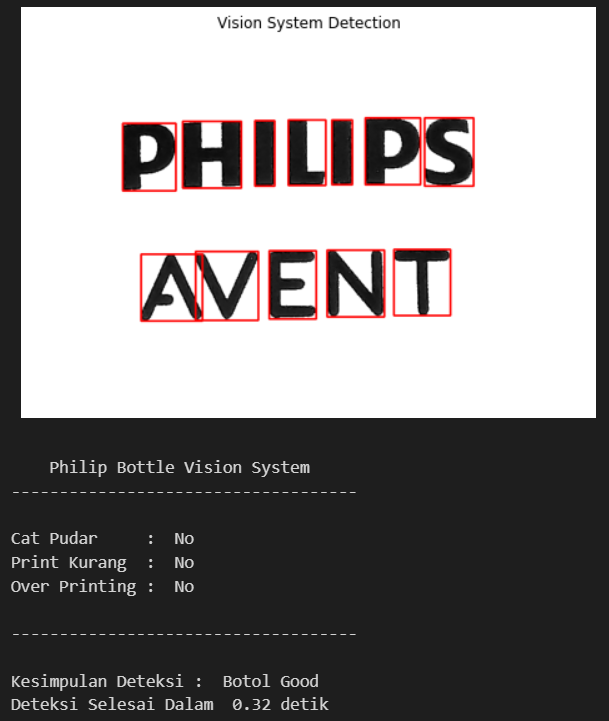 Vision System Detection
PHILIPS
AVENT
Philip Bottle Vision System
------------------------------------
Cat Pudar     :  No
Print Kurang  :  No
Over Printing :  No
------------------------------------
Kesimpulan Deteksi :  Botol Good
Deteksi Selesai Dalam  0.32 detik